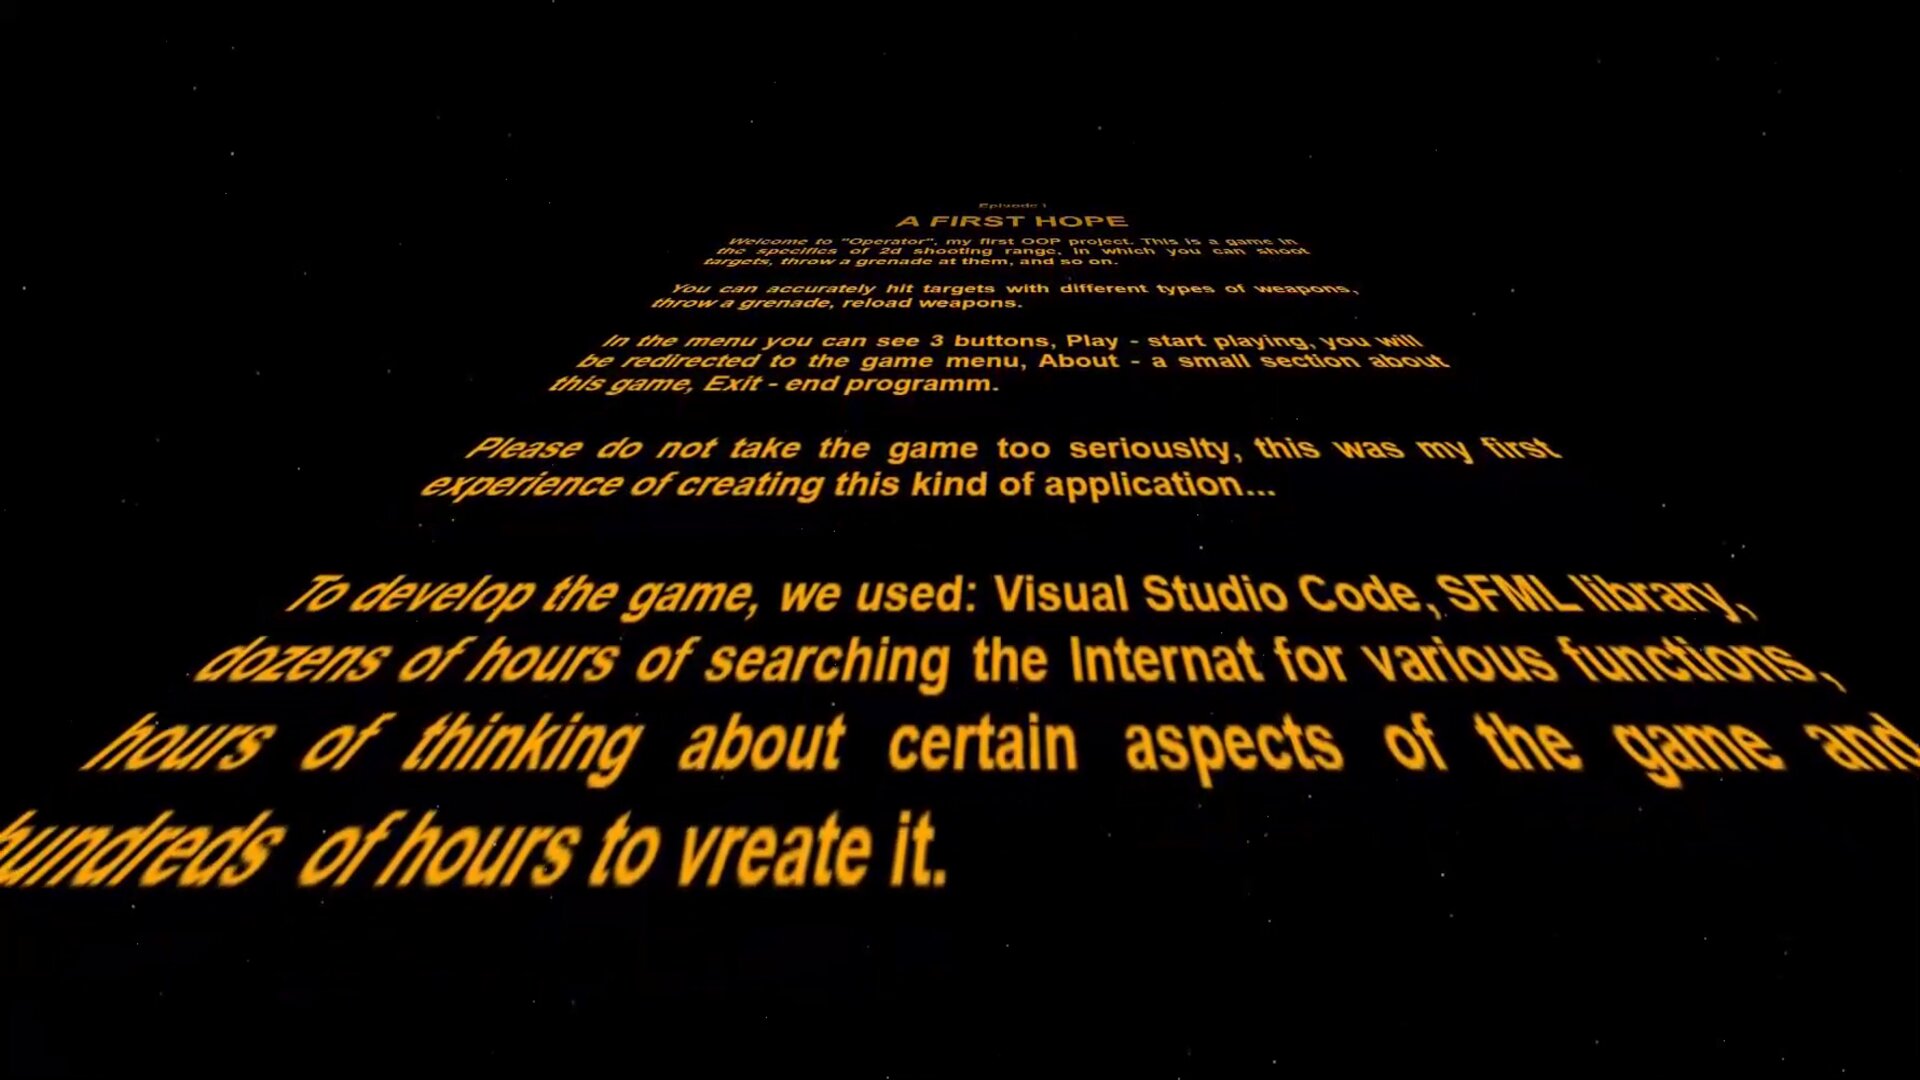 Episode I
A FIRST HOPE
Welcome to "Operator", my first OOP project. This is a game in
the specifics of 2d shooting range, in which you can shoot
targets, throw a grenade at them, and so on.
You can accurately hit targets with different types of weapons,
throw a grenade, reload weapons.
In the menu you can see 3 buttons, Play - start playing, you will
be redirected to the game menu, About - a small section about
this game, Exit - end programm.
Please do not take the game too seriouslty, this was my first
experience of creating this kind of application...
To develop the game, we used: Visual Studio Code, SFML library,
dozens of hours of searching the Internat for various functions,
hours of thinking about certain aspects of the game and
hundreds of hours to vreate it.